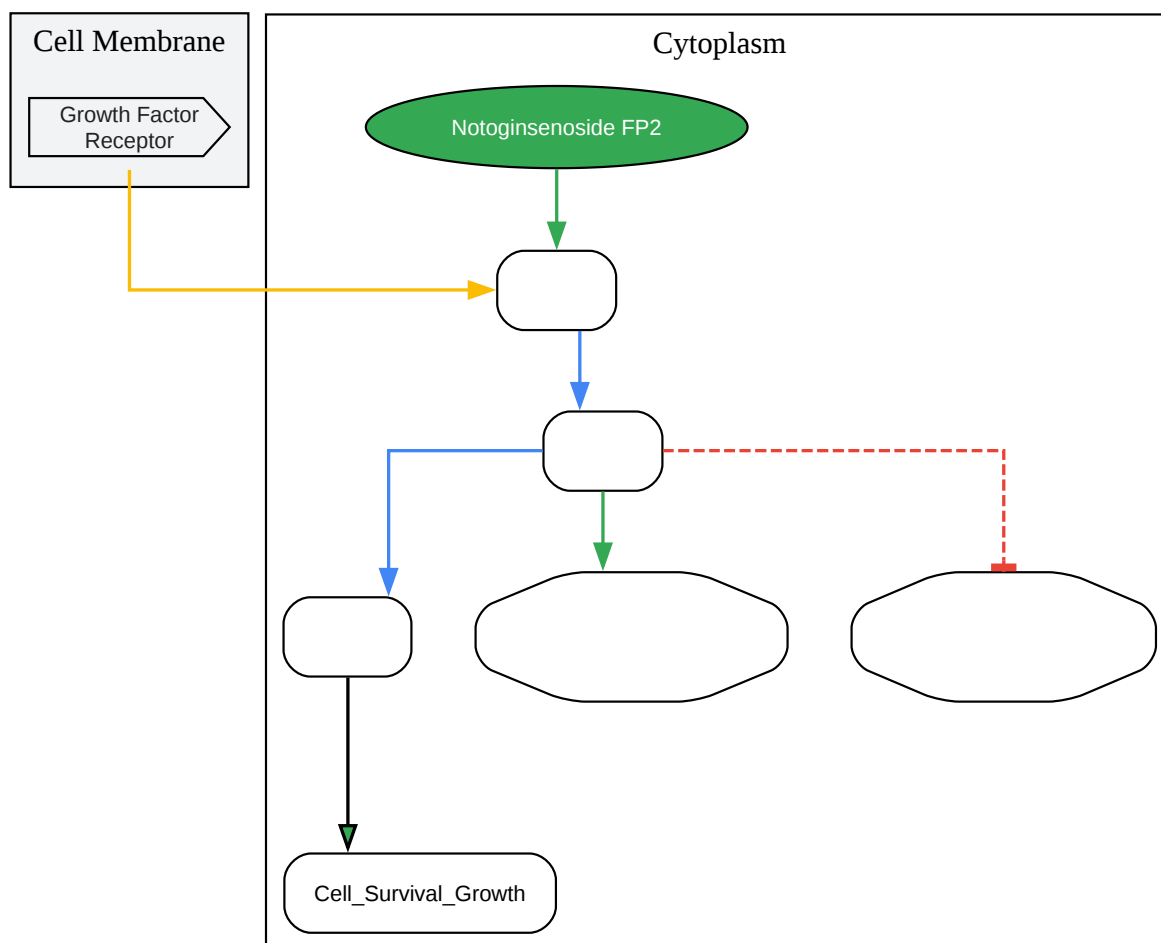 Cell Membrane
Growth Factor
Receptor
Cytoplasm
Notoginsenoside FP2
Cell_Survival_Growth